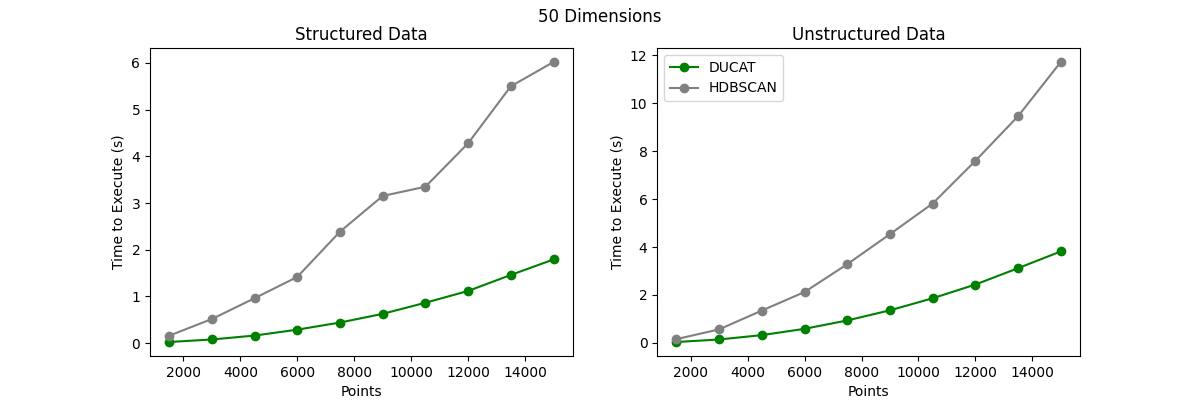 50 Dimensions
Structured Data
Time to Execute (s)
6
5
4
3
2
1
0
2000 4000 6000 8000 10000 12000 14000
Points
Unstructured Data
DUCAT
HDBSCAN
Time to Execute (s)
12
10
8
6
4
2
0
2000 4000 6000 8000 10000 12000 14000
Points